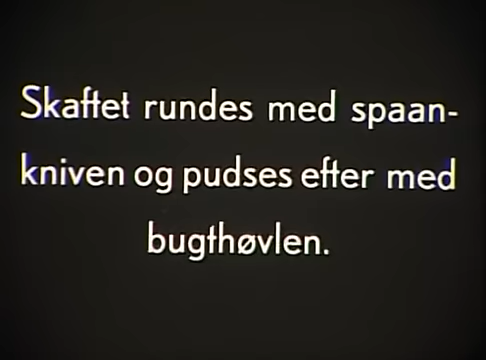 Skaftet rundes med spaan-
kniven og pudses efter med
bugthøvlen.